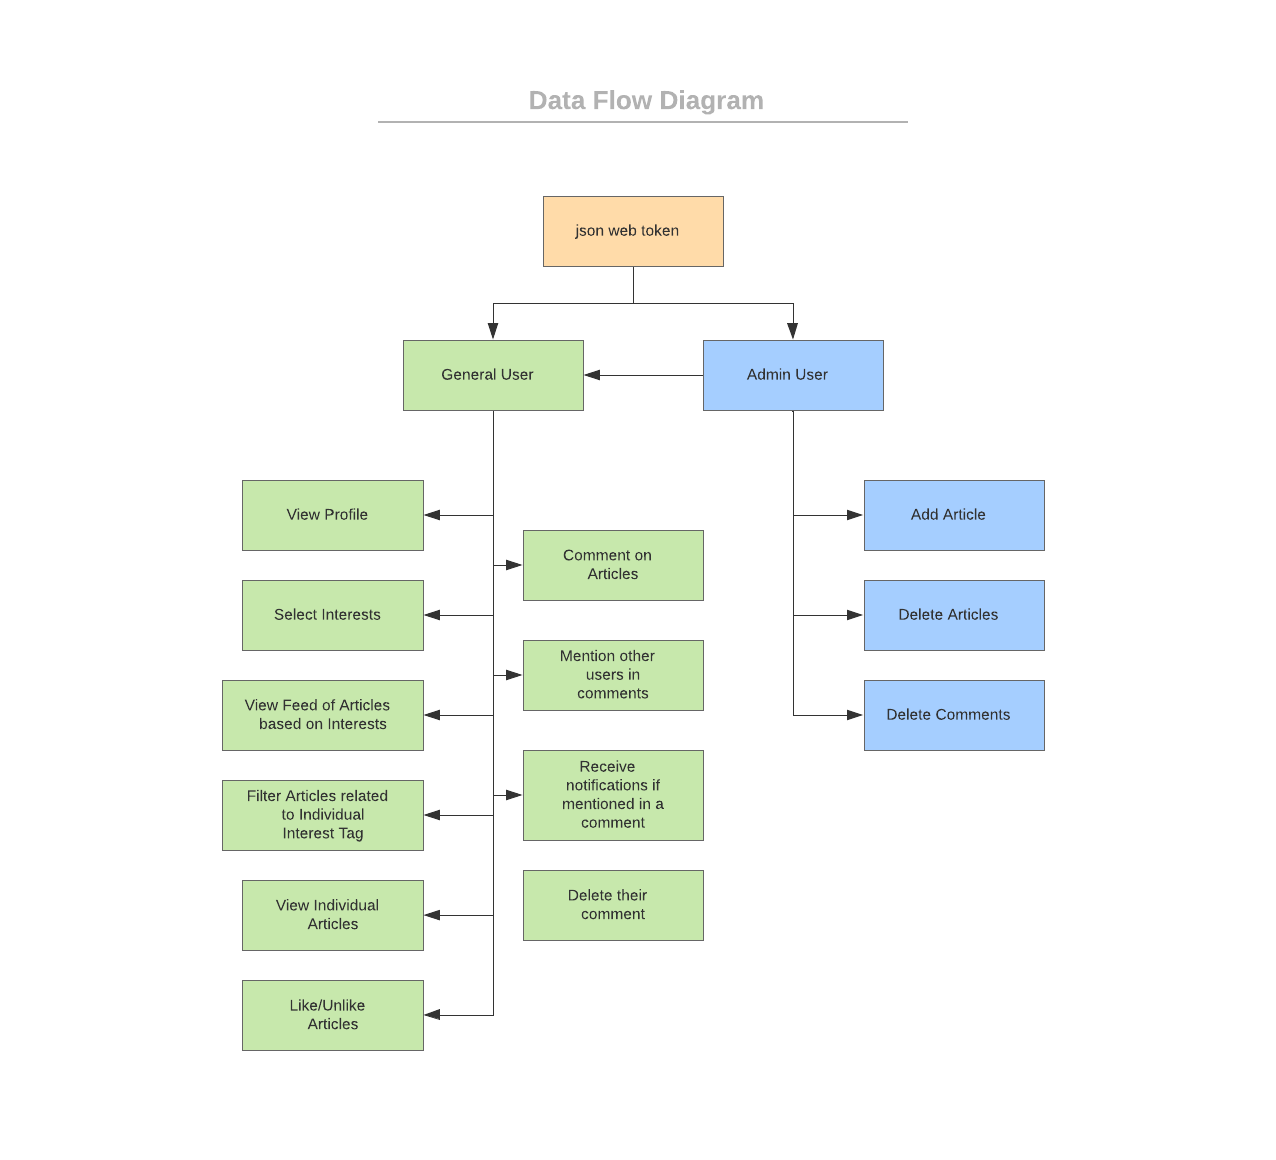 Data Flow Diagram
json web token
General User
Admin User
View Profile
Select Interests
View Feed of Articles
based on Interests
Filter Articles related
to Individual
Interest Tag
View Individual
Articles
Like/Unlike
Articles
Comment on
Articles
Mention other
users in
comments
Receive
notifications if
mentioned in a
comment
Delete their
comment
Add Article
Delete Articles
Delete Comments